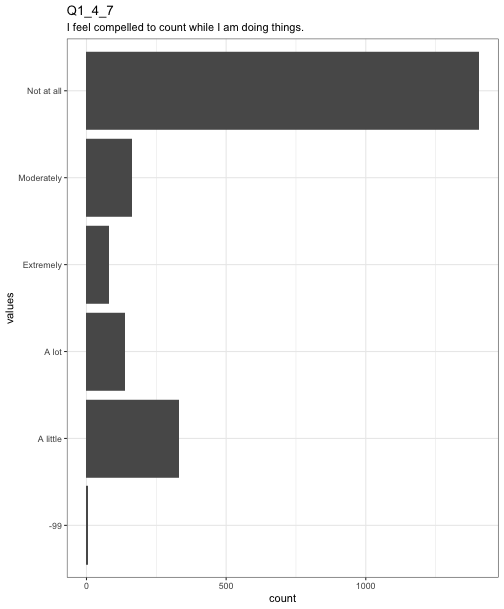 Q1_4_7
I feel compelled to count while I am doing things.
Not at all
Moderately
Extremely
A lot
A little
-99
values
0
500
1000
count